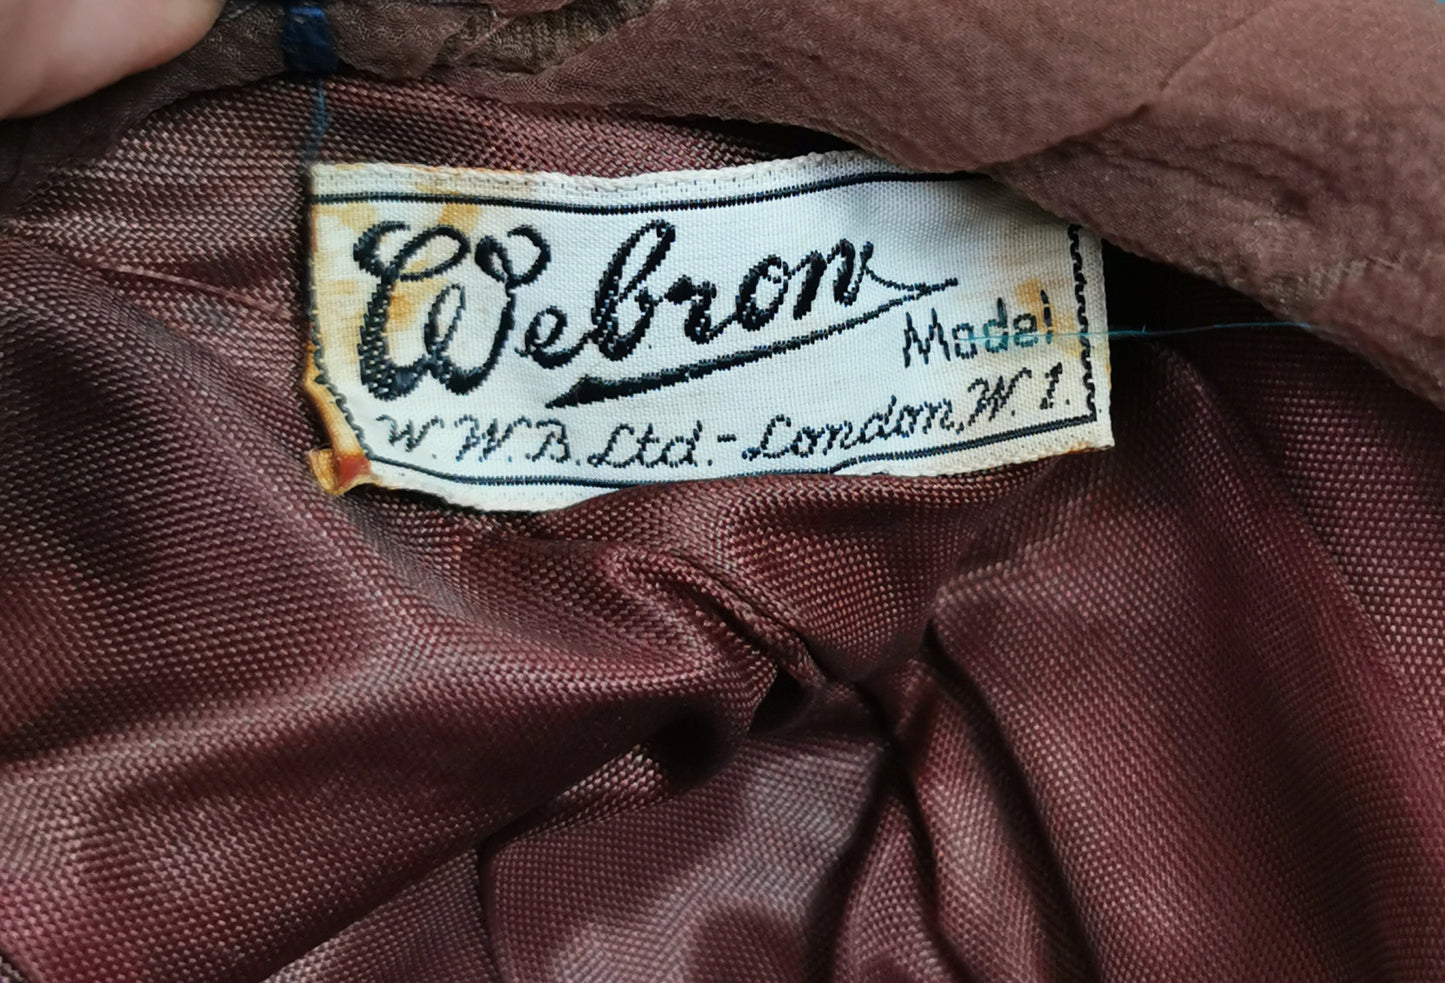 Webron
Model
W.W.B. Ltd. - London, W.1.